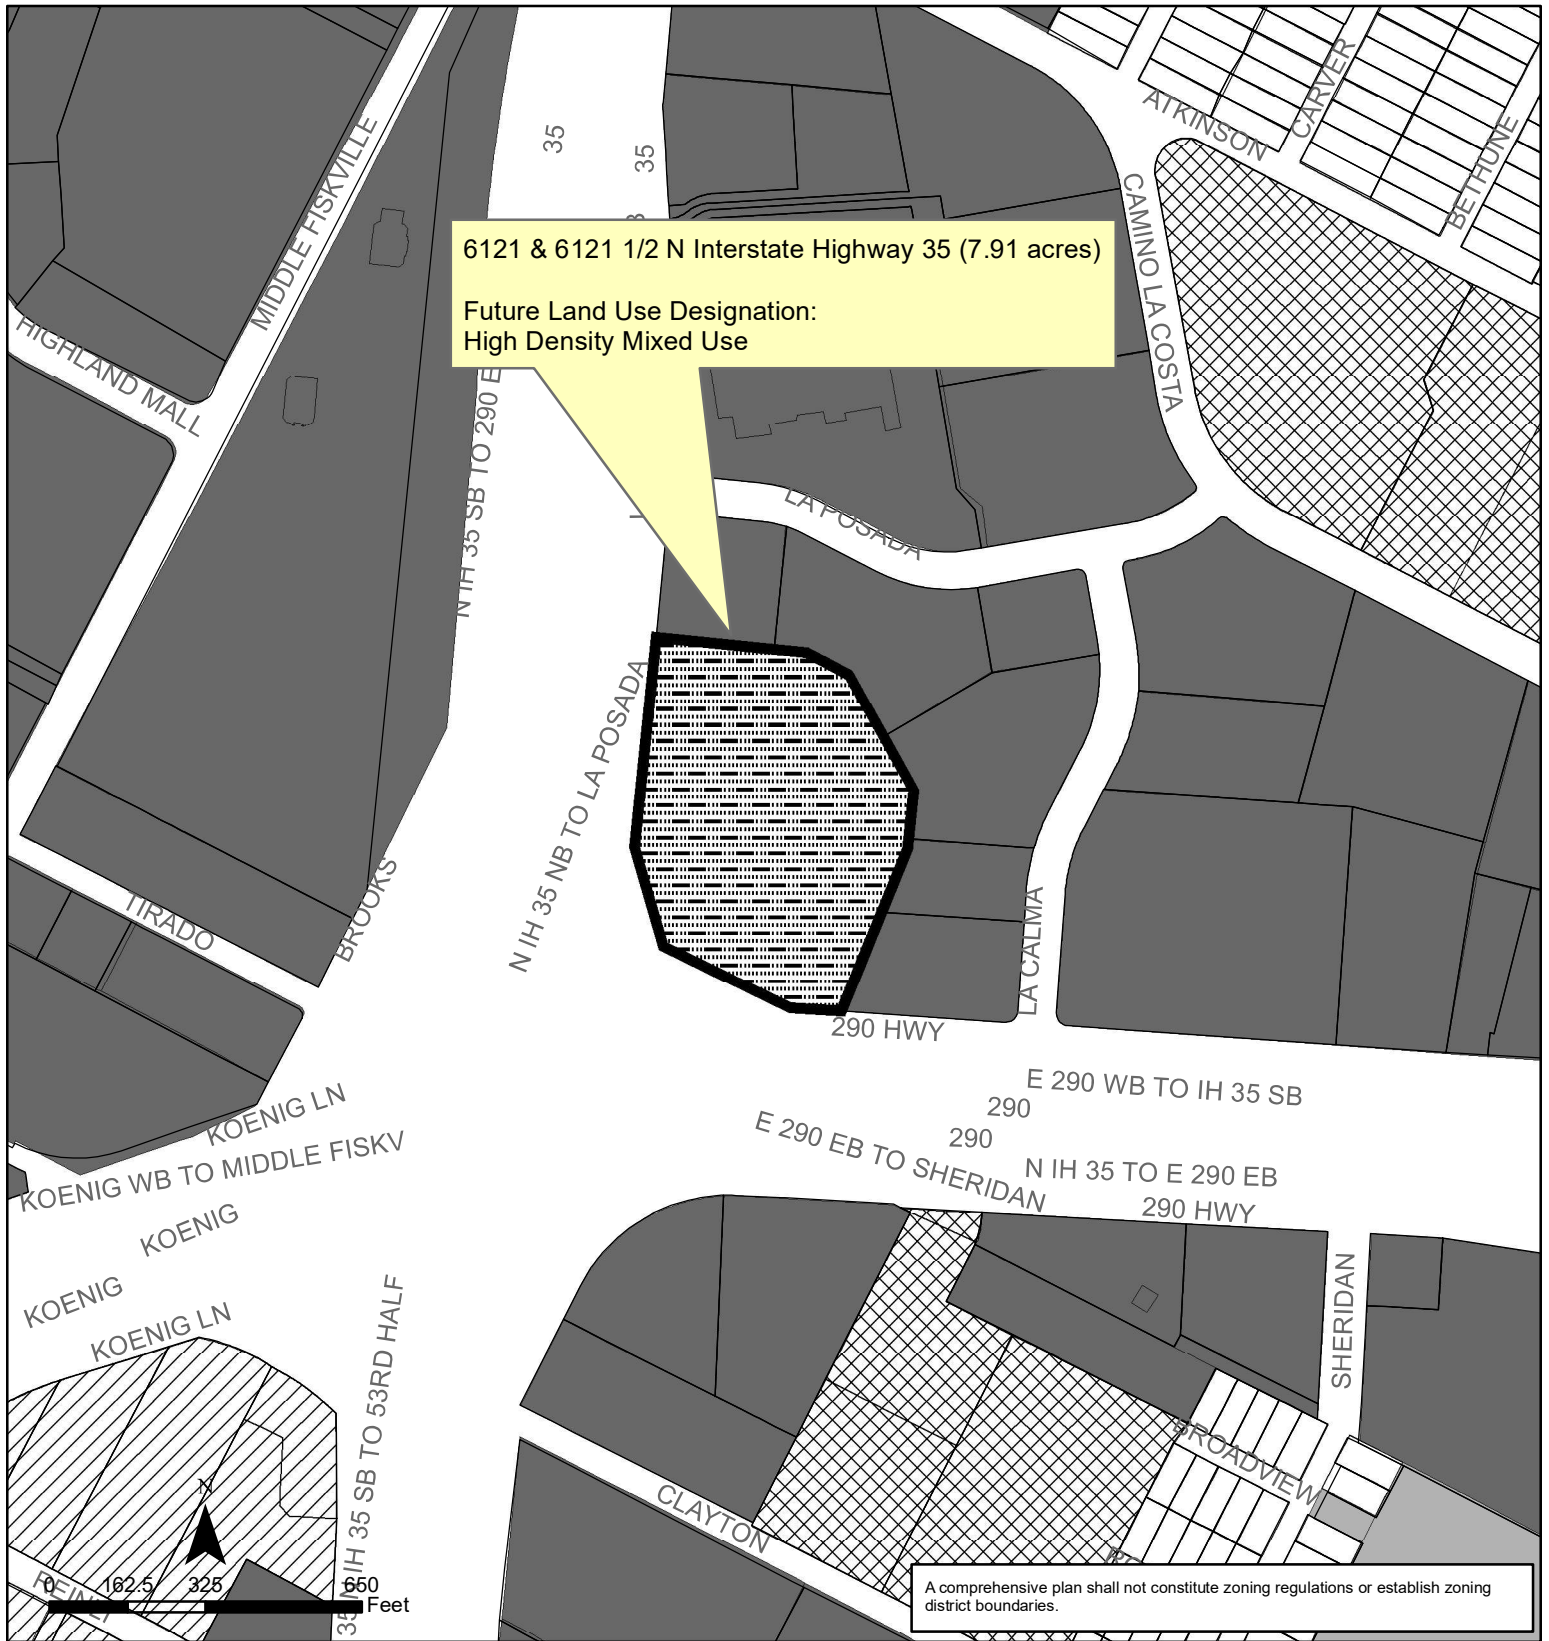 ATKINSON
CARVER
BETHUNE
35
35
MIDDLE FISKVILLE
CAMINO LA COSTA
6121 & 6121 1/2 N Interstate Highway 35 (7.91 acres)
Future Land Use Designation:
High Density Mixed Use
HIGHLAND MALL
N IH 35 SB TO 290 E
LA POSADA
N IH 35 NB TO LA POSADA
BROOKS
TIRADO
LA CALMA
290 HWY
E 290 WB TO IH 35 SB
290
290
E 290 EB TO SHERIDAN
N IH 35 TO E 290 EB
290 HWY
KOENIG LN
KOENIG WB TO MIDDLE FISKV
KOENIG
KOENIG
KOENIG LN
SHERIDAN
N IH 35 SB TO 53RD HALF
35
BROADVIEW
CLAYTON
N
REINLI
0 162.5 325 650
Feet
A comprehensive plan shall not constitute zoning regulations or establish zoning
district boundaries.